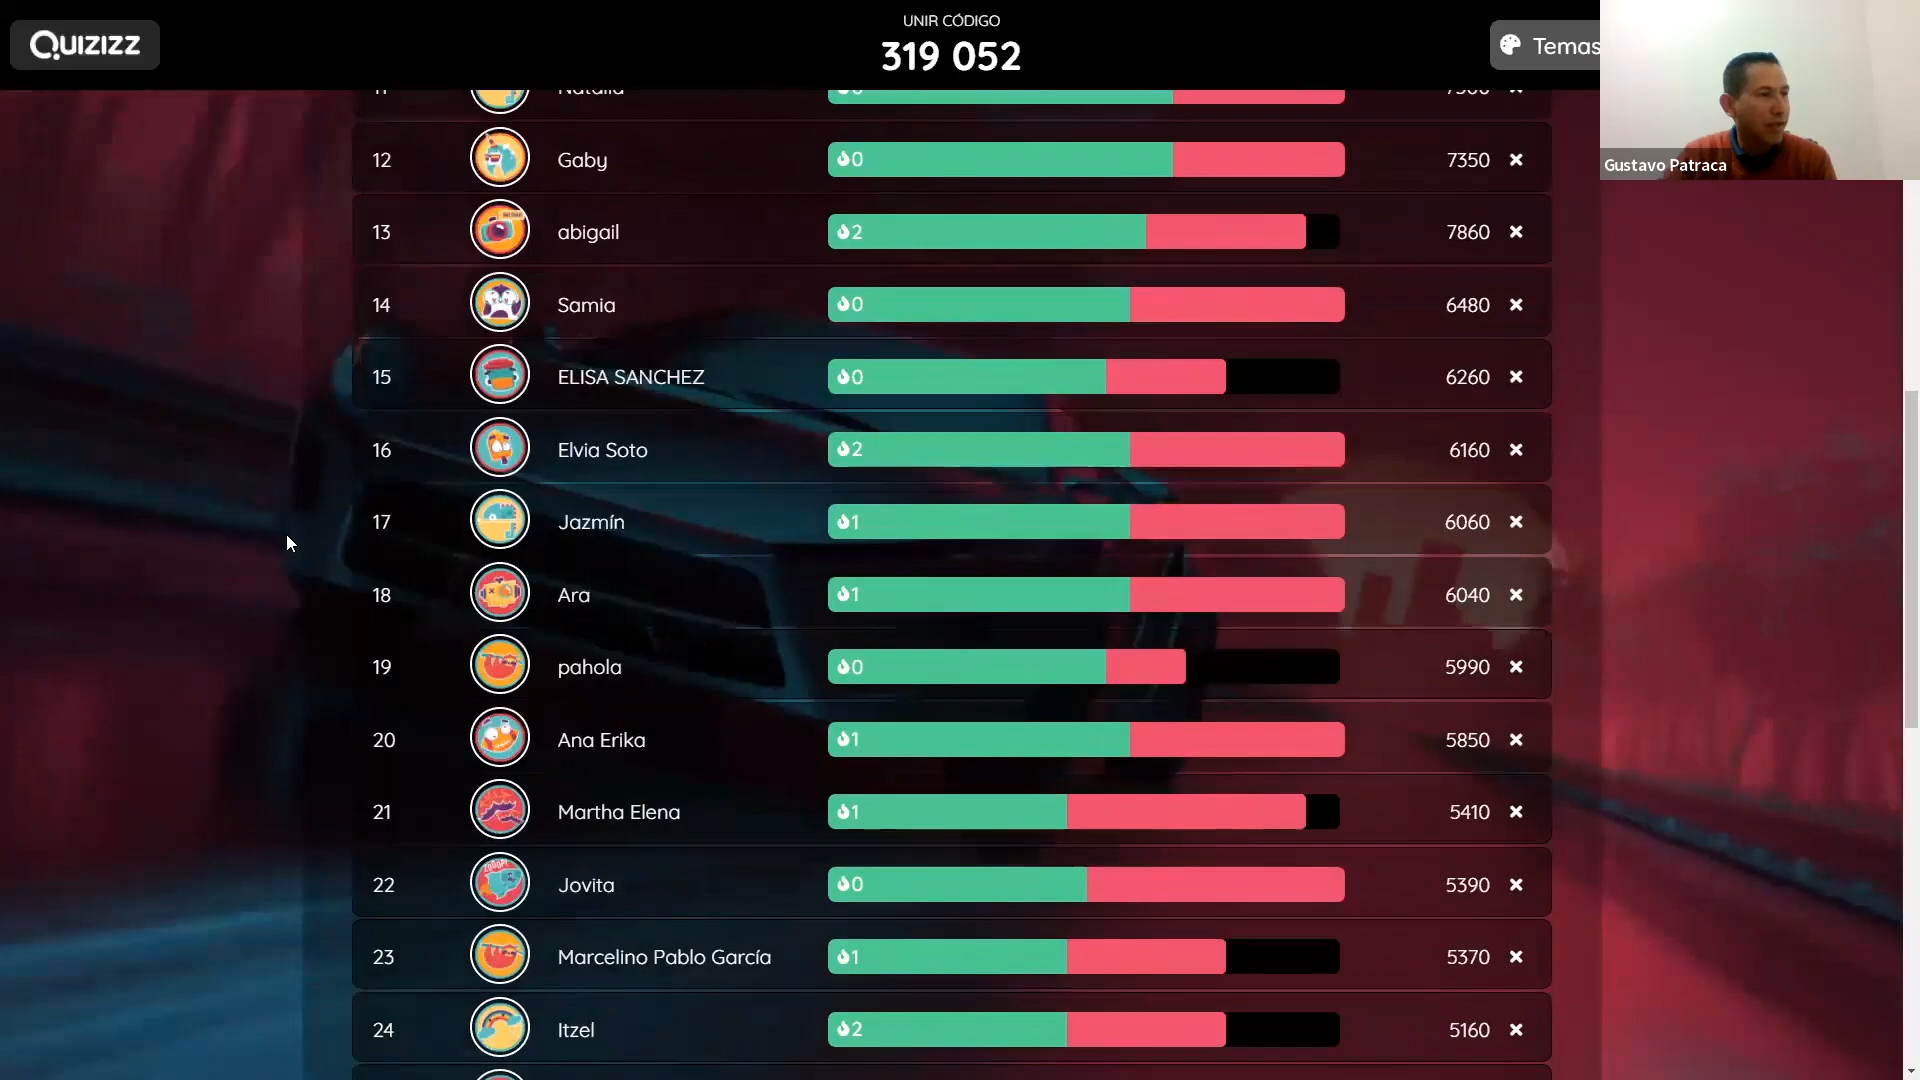 Quizizz
UNIR CÓDIGO
319 052
Temas
Gustavo Patraca
11 Natalia
12 Gaby 0 7350
13 abigail 2 7860
14 Samia 0 6480
15 ELISA SANCHEZ 0 6260
16 Elvia Soto 2 6160
17 Jazmín 1 6060
18 Ara 1 6040
19 pahola 0 5990
20 Ana Erika 1 5850
21 Martha Elena 1 5410
22 Jovita 0 5390
23 Marcelino Pablo García 1 5370
24 Itzel 2 5160